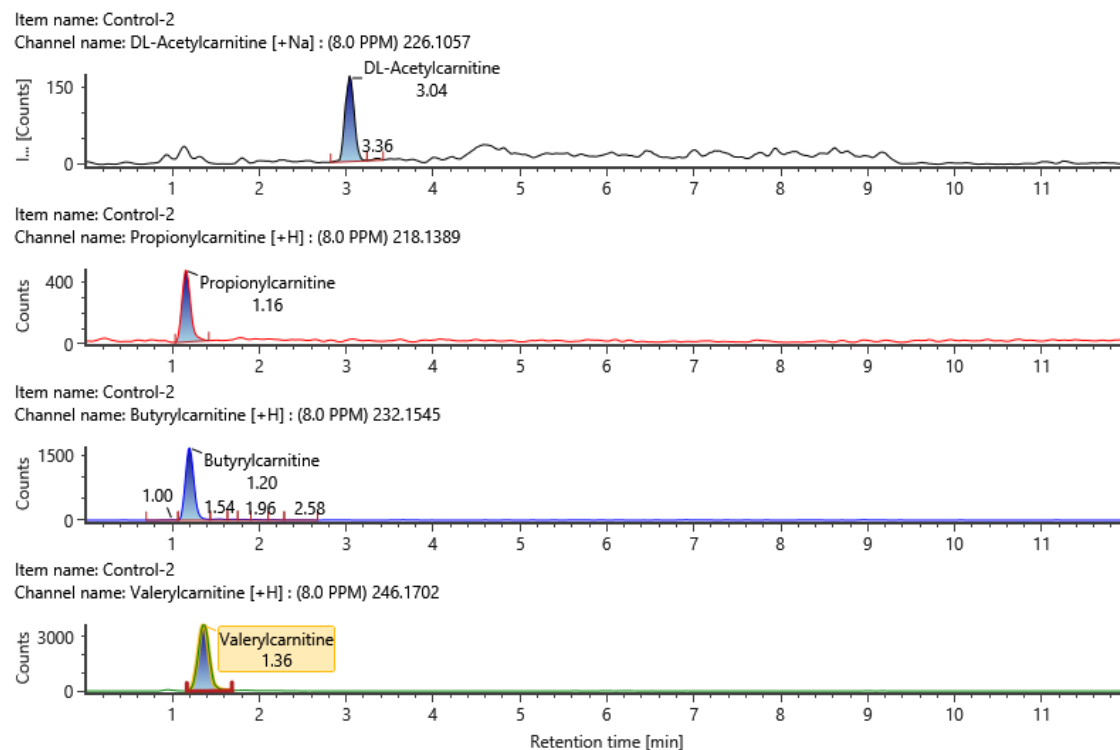 Item name: Control-2
Channel name: DL-Acetylcarnitine [+Na] : (8.0 PPM) 226.1057
I... [Counts]
150
0
DL-Acetylcarnitine
3.04
3.36
1 2 3 4 5 6 7 8 9 10 11
Item name: Control-2
Channel name: Propionylcarnitine [+H] : (8.0 PPM) 218.1389
Counts
400
0
Propionylcarnitine
1.16
1 2 3 4 5 6 7 8 9 10 11
Item name: Control-2
Channel name: Butyrylcarnitine [+H] : (8.0 PPM) 232.1545
Counts
1500
0
Butyrylcarnitine
1.20
1.00 1.54 1.96 2.58
1 2 3 4 5 6 7 8 9 10 11
Item name: Control-2
Channel name: Valerylcarnitine [+H] : (8.0 PPM) 246.1702
Counts
3000
0
Valerylcarnitine
1.36
1 2 3 4 5 6 7 8 9 10 11
Retention time [min]